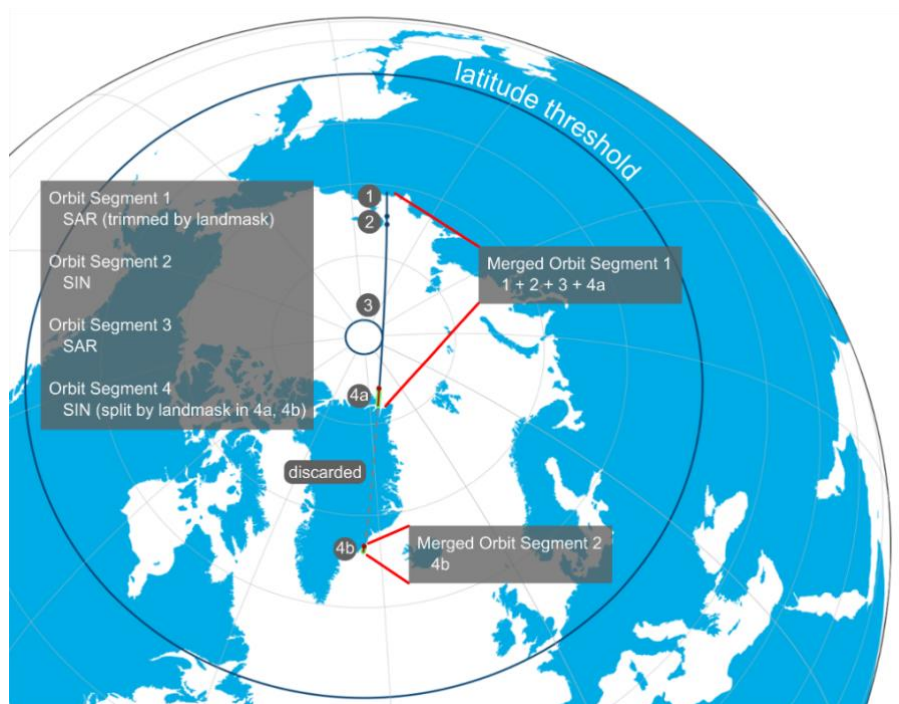 latitude threshold
Orbit Segment 1
SAR (trimmed by landmask)
Orbit Segment 2
SIN
Orbit Segment 3
SAR
Orbit Segment 4
SIN (split by landmask in 4a, 4b)
1
2
3
4a
Merged Orbit Segment 1
1 + 2 + 3 + 4a
discarded
4b
Merged Orbit Segment 2
4b